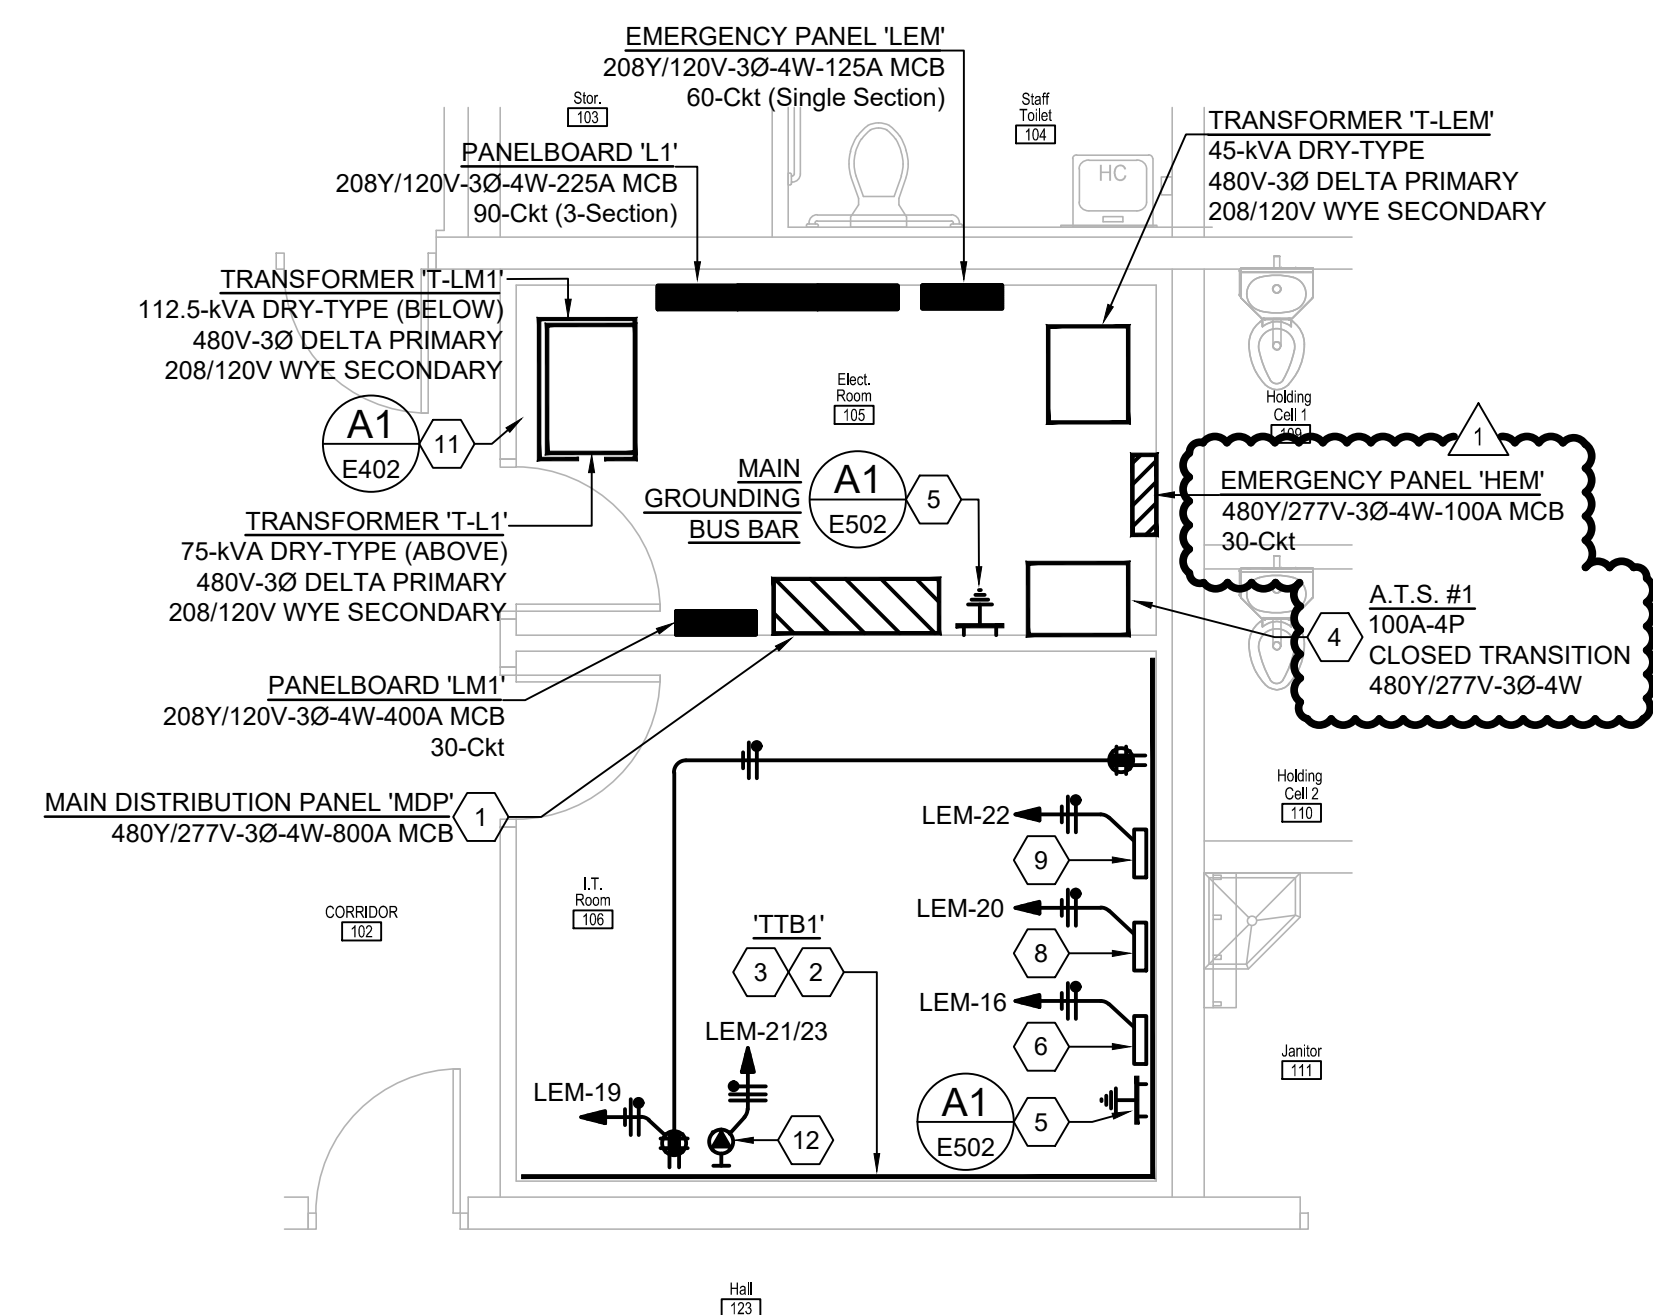 EMERGENCY PANEL 'LEM'
208Y/120V-3Ø-4W-125A MCB
60-Ckt (Single Section)
Stor.
103
Staff
Toilet
104
TRANSFORMER 'T-LEM'
45-kVA DRY-TYPE
480V-3Ø DELTA PRIMARY
208/120V WYE SECONDARY
PANELBOARD 'L1'
208Y/120V-3Ø-4W-225A MCB
90-Ckt (3-Section)
HC
TRANSFORMER 'T-LM1'
112.5-kVA DRY-TYPE (BELOW)
480V-3Ø DELTA PRIMARY
208/120V WYE SECONDARY
Elect.
Room
105
Holding
Cell 1
109
A1
E402
11
1
EMERGENCY PANEL 'HEM'
480Y/277V-3Ø-4W-100A MCB
30-Ckt
MAIN
GROUNDING
BUS BAR
A1
E502
5
TRANSFORMER 'T-L1'
75-kVA DRY-TYPE (ABOVE)
480V-3Ø DELTA PRIMARY
208/120V WYE SECONDARY
4
A.T.S. #1
100A-4P
CLOSED TRANSITION
480Y/277V-3Ø-4W
PANELBOARD 'LM1'
208Y/120V-3Ø-4W-400A MCB
30-Ckt
MAIN DISTRIBUTION PANEL 'MDP'
480Y/277V-3Ø-4W-800A MCB
1
Holding
Cell 2
110
LEM-22
9
I.T.
Room
106
CORRIDOR
102
LEM-20
8
'TTB1'
3
2
LEM-16
6
LEM-21/23
Janitor
111
LEM-19
12
A1
E502
5
Hall
123